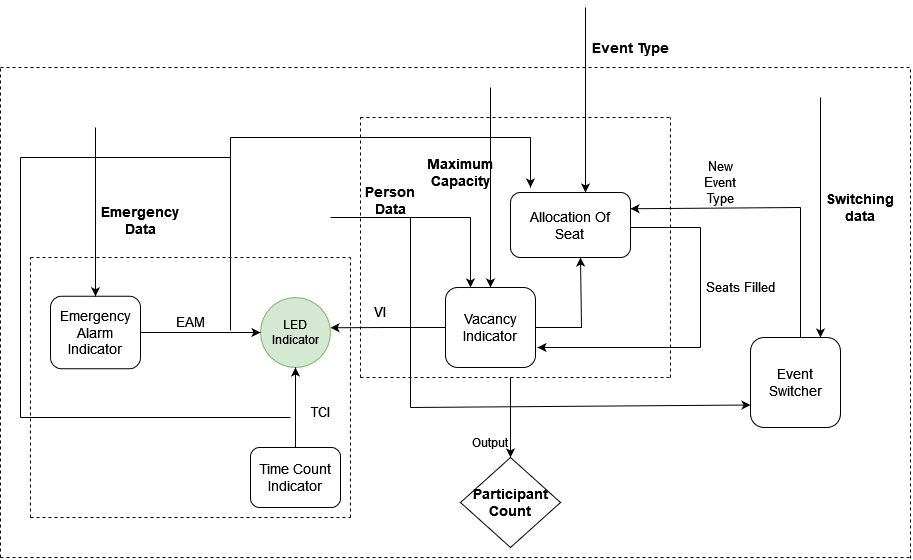 Event Type
Maximum
Capacity
New
Event
Type
Person
Data
Switching
data
Emergency
Data
Allocation Of
Seat
Seats Filled
Emergency
Alarm
Indicator
EAM
LED
Indicator
VI
Vacancy
Indicator
Event
Switcher
TCI
Output
Time Count
Indicator
Participant
Count